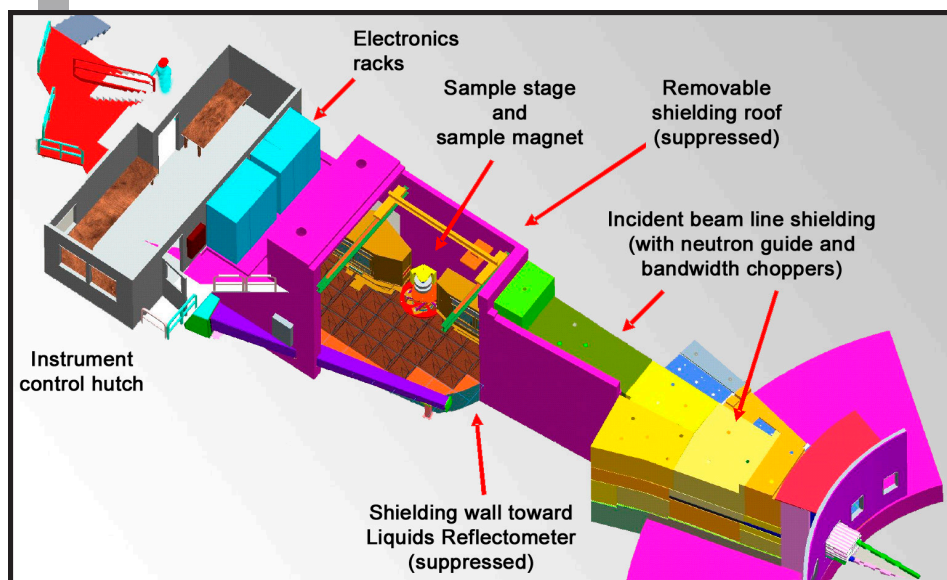 Electronics
racks
Sample stage
and
sample magnet
Removable
shielding roof
(suppressed)
Incident beam line shielding
(with neutron guide and
bandwidth choppers)
Instrument
control hutch
Shielding wall toward
Liquids Reflectometer
(suppressed)